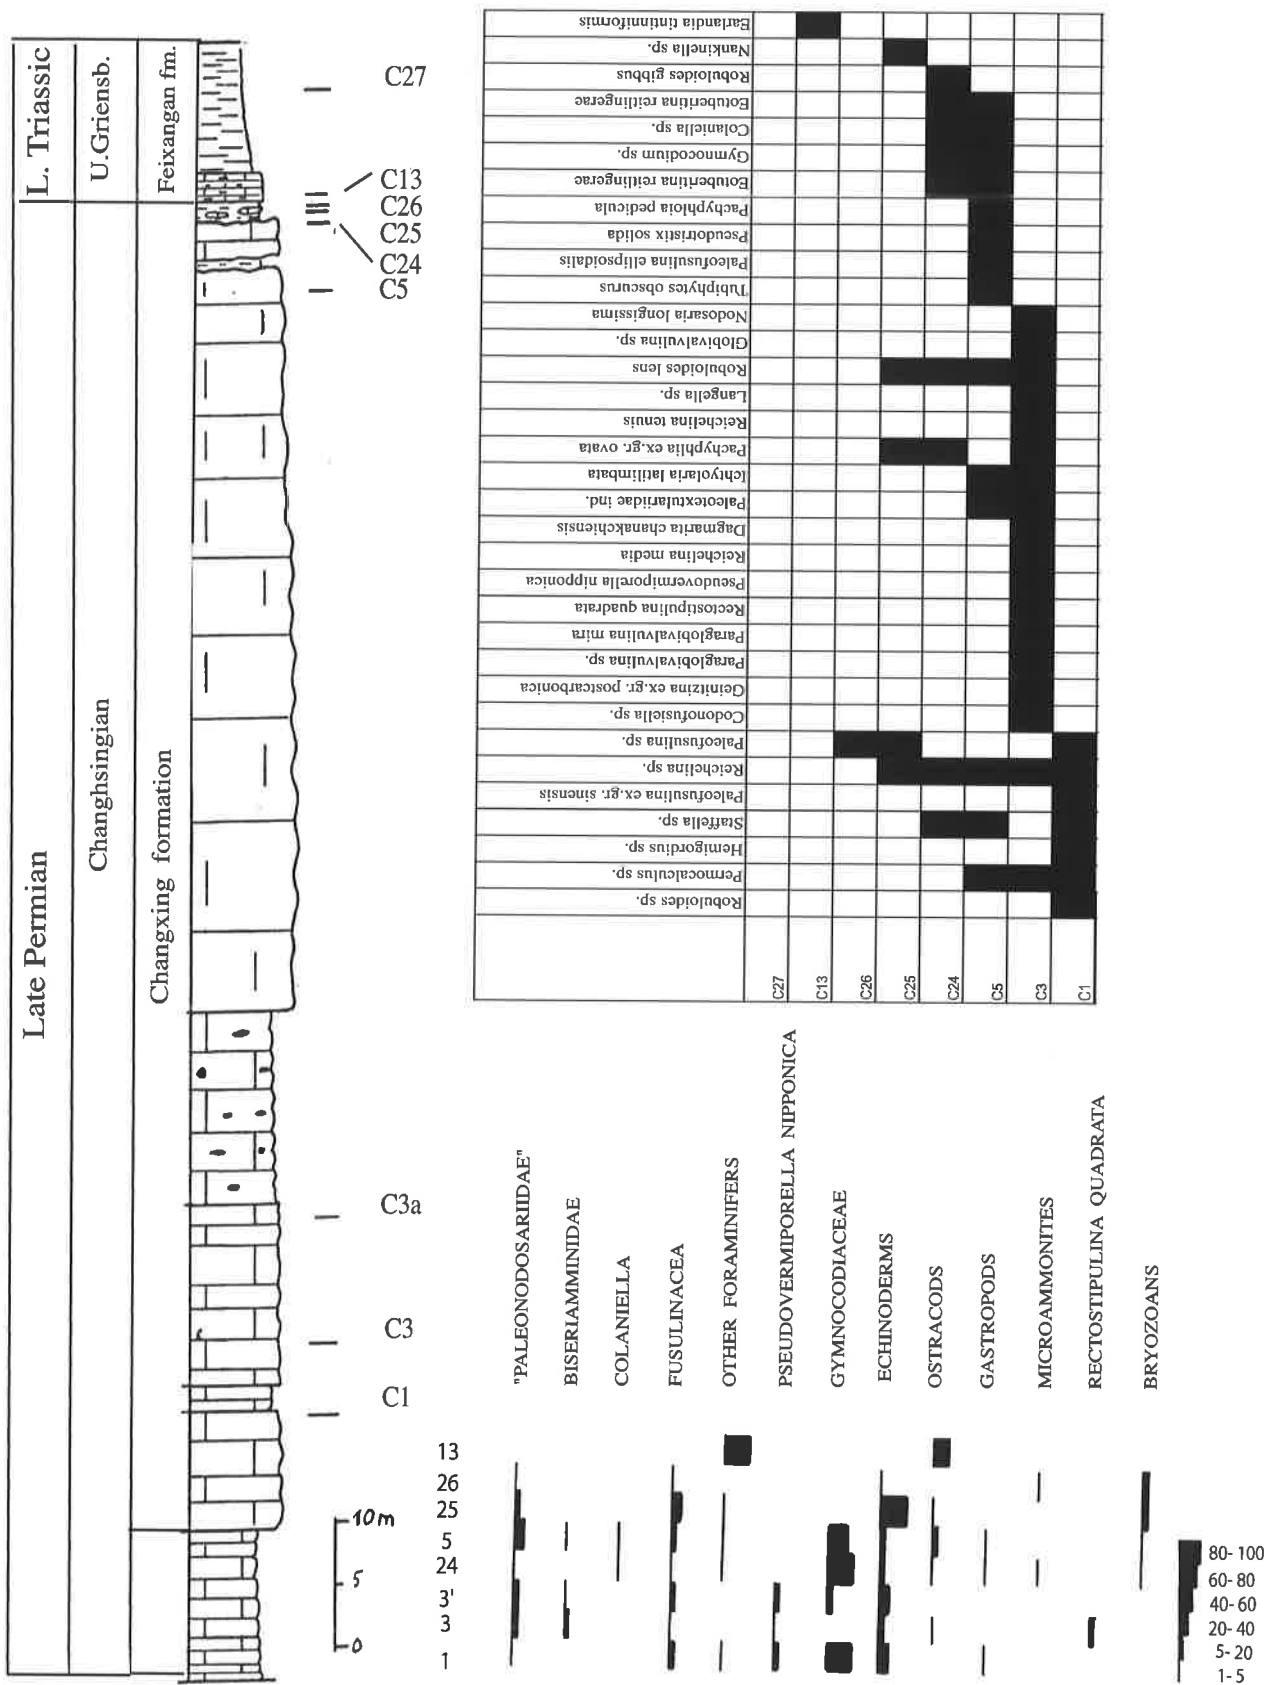 L. Triassic
U.Griensb.
Feixangan fm.
Late Permian
Changhsingian
Changxing formation
C27
C13
C26
C25
C24
C5
C3a
C3
C1
10m
5
0
Earlandia tintinniformis
Nankinella sp.
Robuloides gibbus
Eotubertina reitlingerae
Colaniella sp.
Gymnocodium sp.
Eotubertina reitlingerae
Pachyphloia pedicula
Pseudotristix solida
Paleofusulina ellipsoidalis
Tubiphytes obscurus
Nodosaria longissima
Globivalvulina sp.
Robuloides lens
Langella sp.
Reichelina tenuis
Pachyphlia ex.gr. ovata
Ichtyolaria latilimbata
Paleotextulariidae ind.
Dagmarita chanakchiensis
Reichelina media
Pseudovermiporella nipponica
Rectostipulina quadrata
Paraglobivalvulina mira
Paraglobivalvulina sp.
Geinitzina ex.gr. postcarbonica
Codonofusiella sp.
Paleofusulina sp.
Reichelina sp.
Paleofusulina ex.gr. sinensis
Staffella sp.
Hemigordius sp.
Permocalculus sp.
Robuloides sp.
C27
C13
C26
C25
C24
C5
C3
C1
"PALEONODOSARIIDAE"
BISERIAMMINIDAE
COLANIELLA
FUSULINACEA
OTHER FORAMINIFERS
PSEUDOVERMIPORELLA NIPPONICA
GYMNOCODIACEAE
ECHINODERMS
OSTRACODS
GASTROPODS
MICROAMMONITES
RECTOSTIPULINA QUADRATA
BRYOZOANS
13
26
25
5
24
3'
3
1
80-100
60-80
40-60
20-40
5-20
1-5